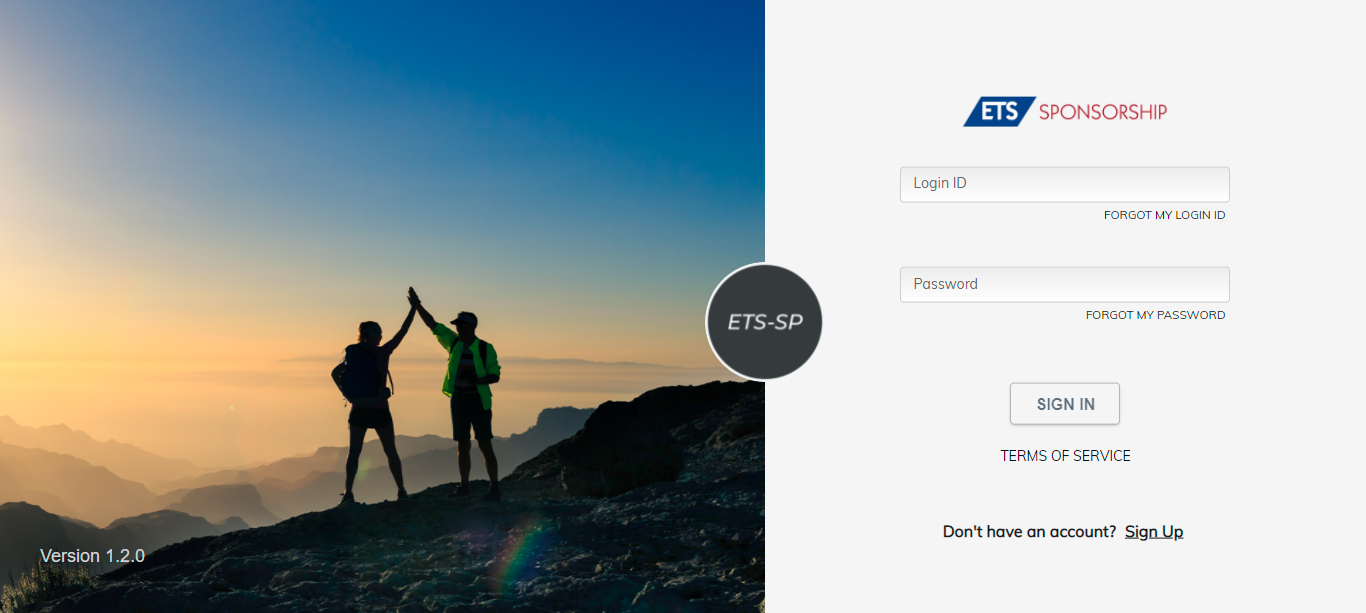 ETS SPONSORSHIP
Login ID
FORGOT MY LOGIN ID
Password
FORGOT MY PASSWORD
ETS-SP
SIGN IN
TERMS OF SERVICE
Don't have an account? Sign Up
Version 1.2.0